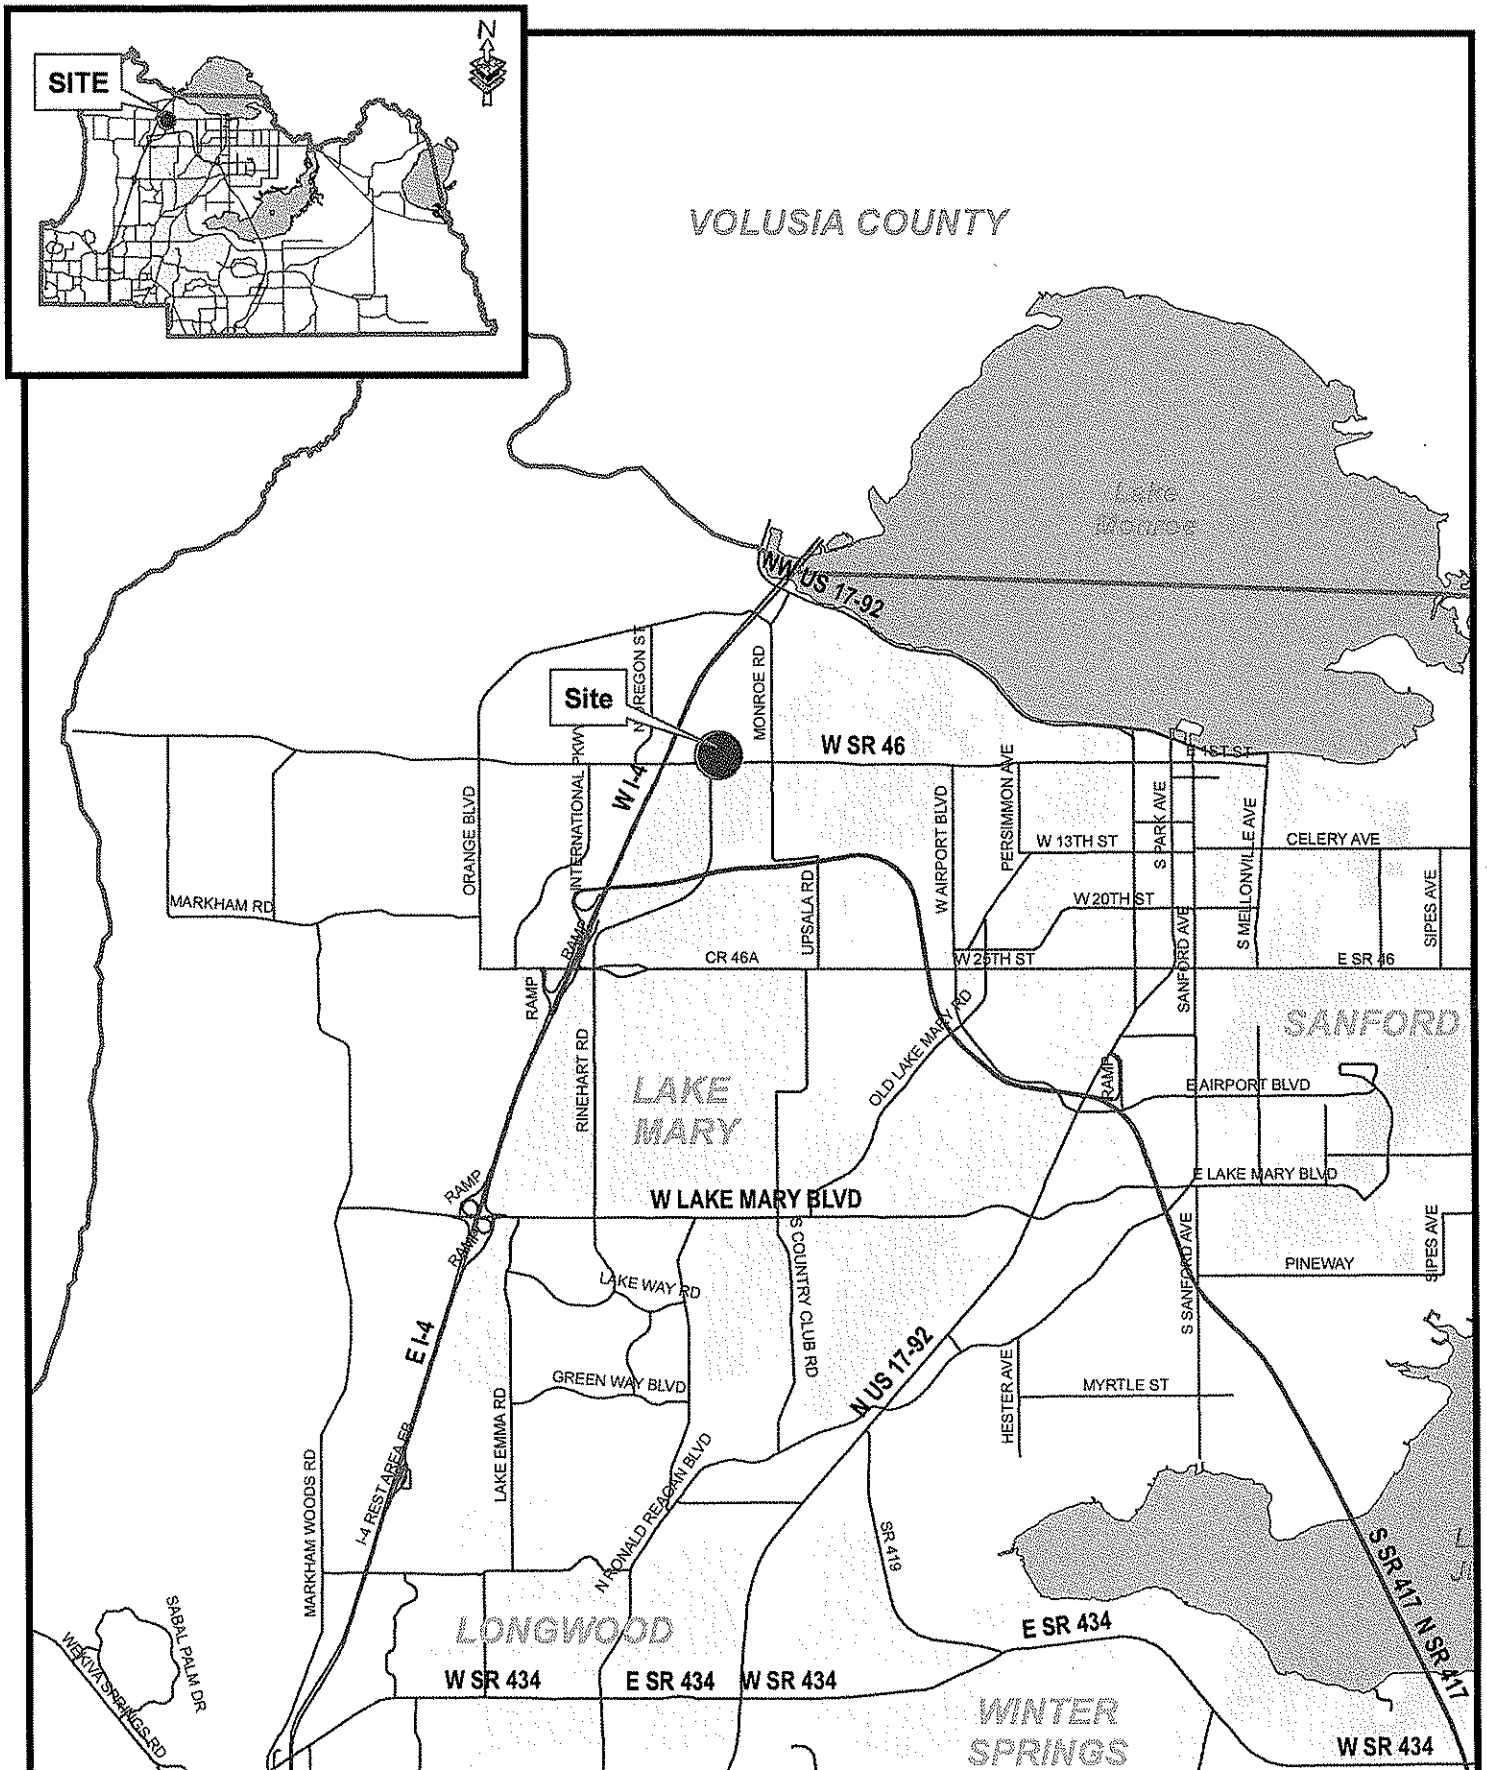 N
SITE
VOLUSIA COUNTY
Lake
Monroe
NW US 17-92
N OREGON ST
MONROE RD
Site
W SR 46
E 1ST ST
W I-4
INTERNATIONAL PKWY
ORANGE BLVD
W AIRPORT BLVD
PERSIMMON AVE
S PARK AVE
S MELLONVILLE AVE
W 13TH ST
CELERY AVE
MARKHAM RD
UPSALA RD
W 20TH ST
SIPES AVE
RAMP
CR 46A
W 25TH ST
SANFORD AVE
E SR 46
RAMP
RINEHART RD
OLD LAKE MARY RD
SANFORD
LAKE
MARY
RAMP
E AIRPORT BLVD
RAMP
W LAKE MARY BLVD
E LAKE MARY BLVD
RAMP
S COUNTRY CLUB RD
S SANFORD AVE
SIPES AVE
PINEWAY
LAKE WAY RD
E I-4
N US 17-92
GREEN WAY BLVD
HESTER AVE
MYRTLE ST
LAKE EMMA RD
MARKHAM WOODS RD
I-4 REST AREA EB
N RONALD REAGAN BLVD
SR 419
S SR 417
N SR 417
SABAL PALM DR
WEKIVA SPRINGS RD
LONGWOOD
E SR 434
W SR 434
E SR 434
W SR 434
WINTER
SPRINGS
W SR 434